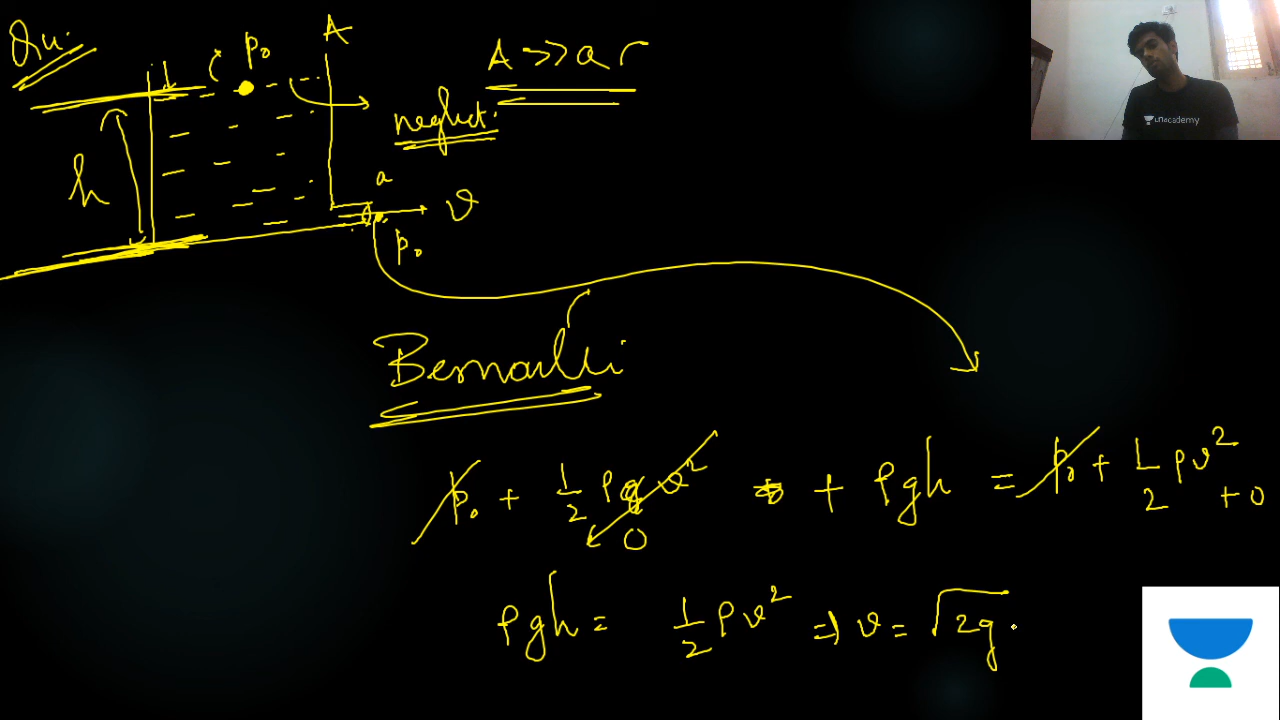 Qu.
P₀
A
A >> a
neglect.
h
a
v
P₀
Bernoulli
P₀ + 1/2 ρ v² + ρgh = P₀ + 1/2 ρv² + 0
0
ρgh = 1/2 ρv² ⇒ v = √2g
unacademy